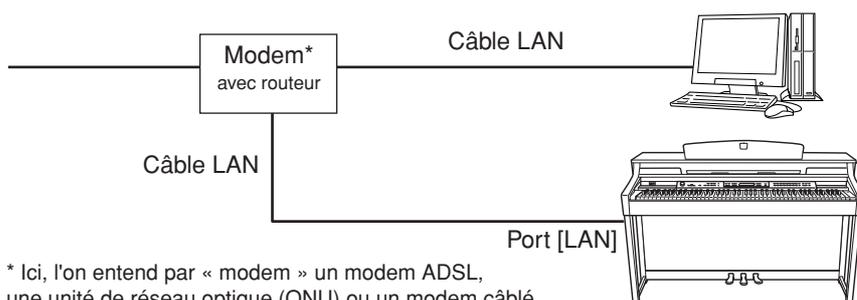 Câble LAN
Modem*
avec routeur
Câble LAN
Port [LAN]
* Ici, l'on entend par « modem » un modem ADSL,
une unité de réseau optique (ONU) ou un modem câblé